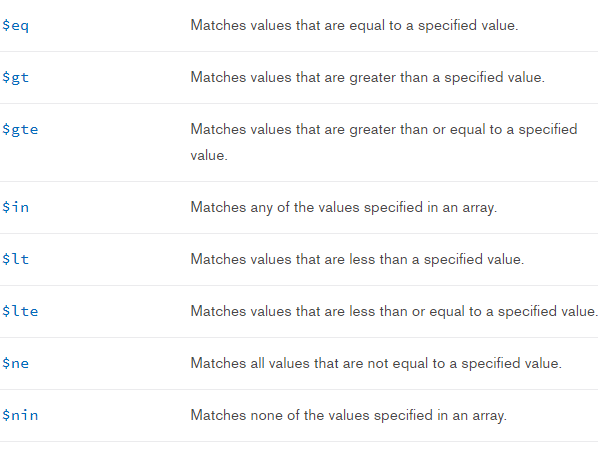 $eq Matches values that are equal to a specified value.
$gt Matches values that are greater than a specified value.
$gte Matches values that are greater than or equal to a specified
value.
$in Matches any of the values specified in an array.
$lt Matches values that are less than a specified value.
$lte Matches values that are less than or equal to a specified value.
$ne Matches all values that are not equal to a specified value.
$nin Matches none of the values specified in an array.